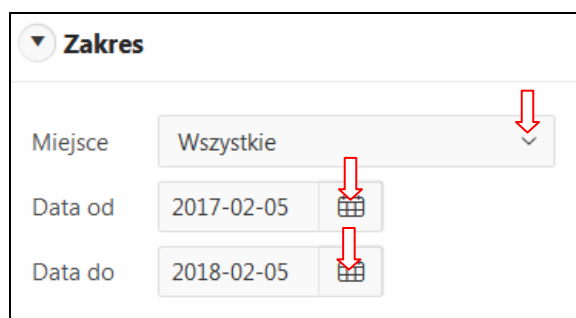 Zakres
Miejsce Wszystkie
Data od 2017-02-05
Data do 2018-02-05